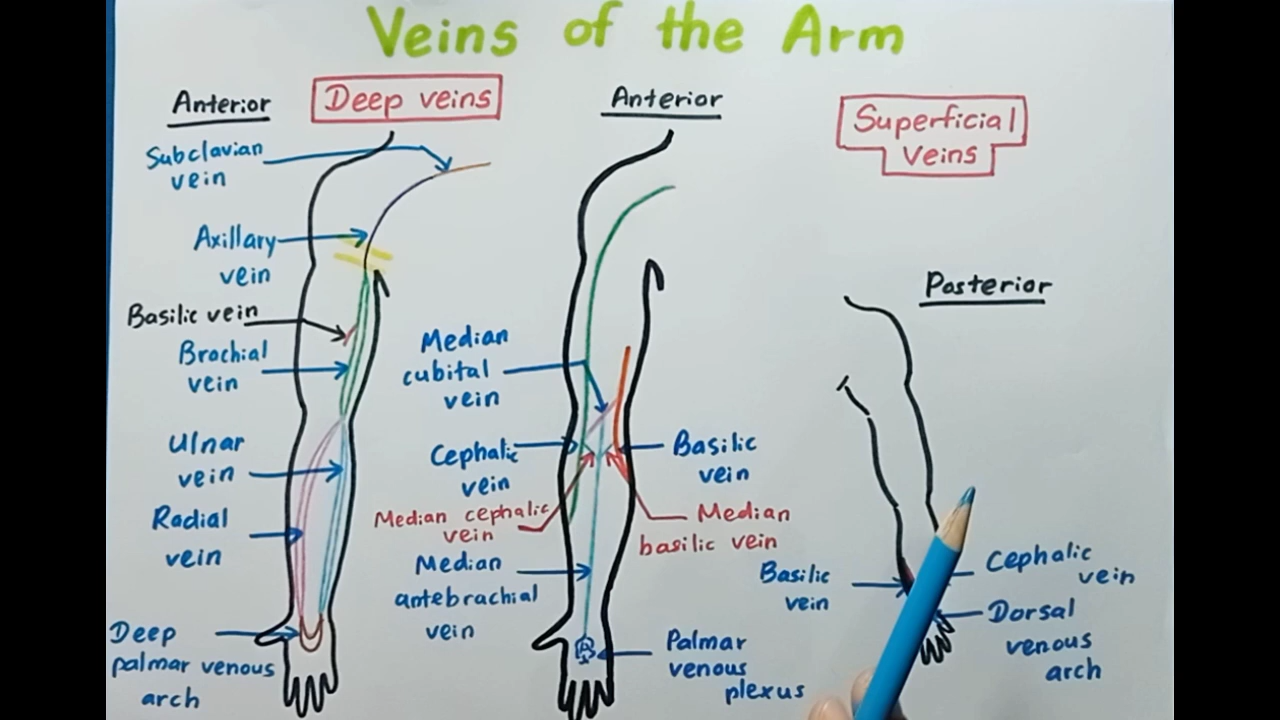 Veins of the Arm
Anterior
Deep veins
Subclavian
vein
Axillary
vein
Basilic vein
Brachial
vein
Ulnar
vein
Radial
vein
Deep
palmar venous
arch
Anterior
Median
cubital
vein
Cephalic
vein
Median cephalic
vein
Median
antebrachial
vein
Basilic
vein
Median
basilic vein
Palmar
venous
plexus
Superficial
Veins
Posterior
Basilic
vein
Cephalic
vein
Dorsal
venous
arch